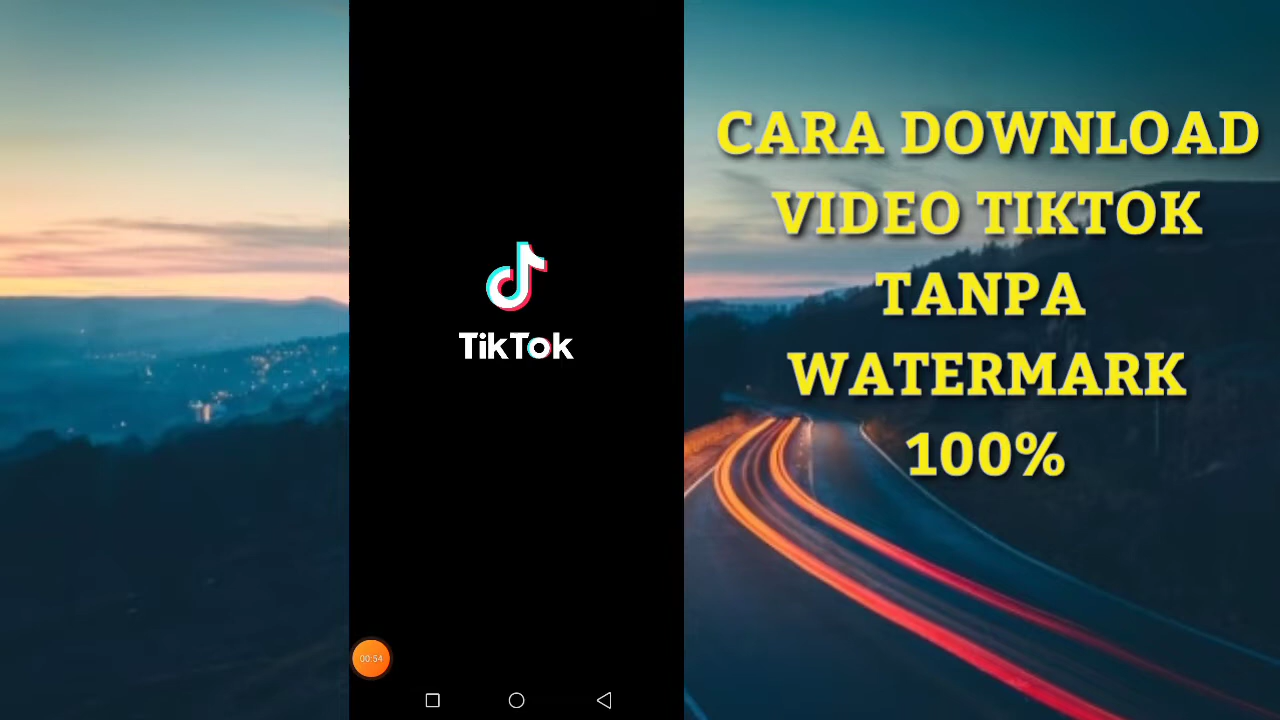 TikTok
00:54
CARA DOWNLOAD
VIDEO TIKTOK
TANPA
WATERMARK
100%